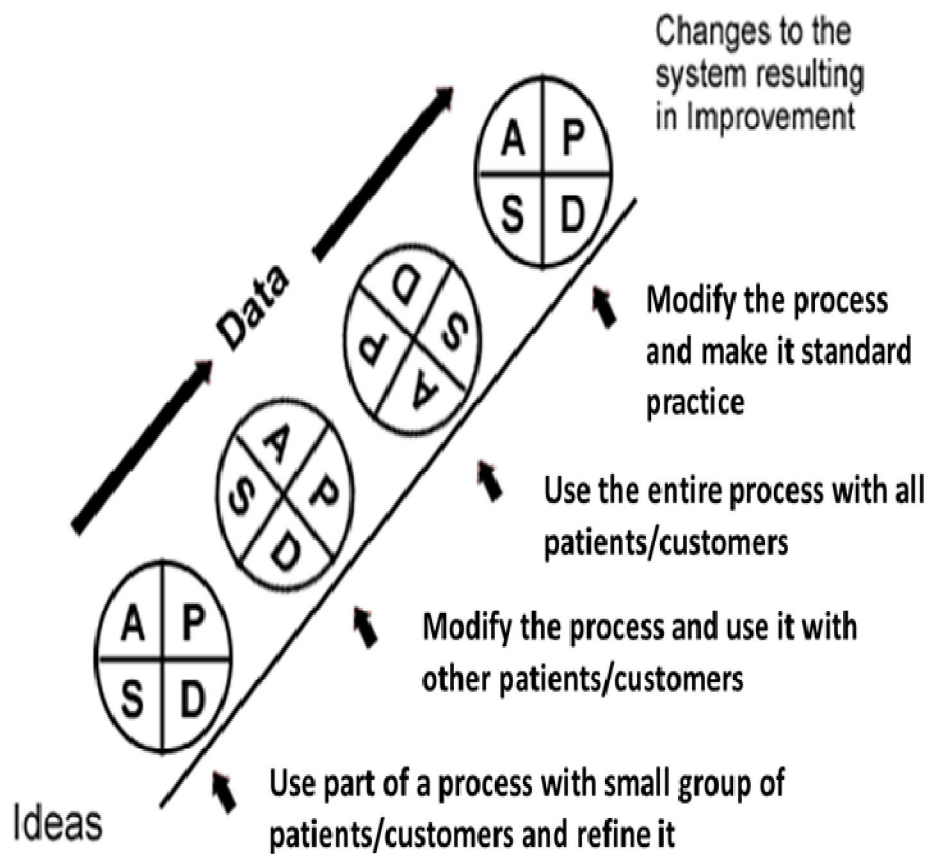 Changes to the
system resulting
in Improvement
A P
S D
Data
D
P S
A
Modify the process
and make it standard
practice
A
S P
D
Use the entire process with all
patients/customers
A P
S D
Modify the process and use it with
other patients/customers
Ideas
Use part of a process with small group of
patients/customers and refine it